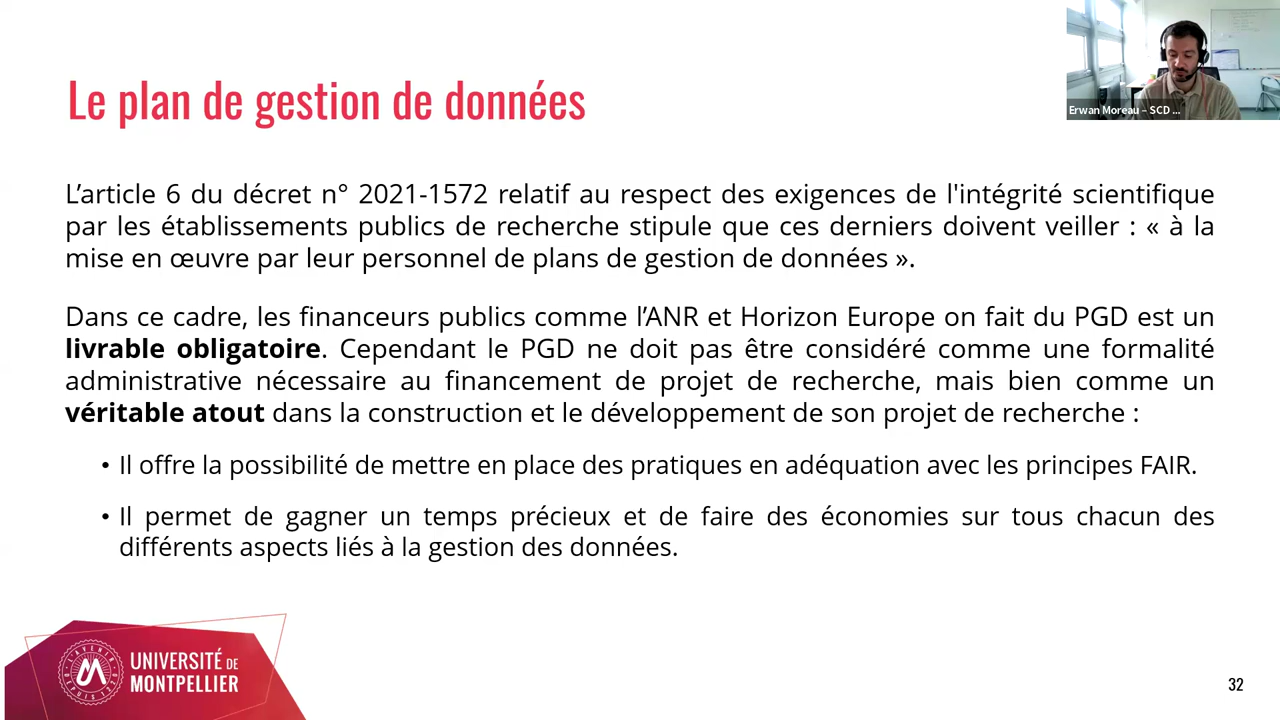 Le plan de gestion de données
Erwan Moreau – SCD ...
L’article 6 du décret n° 2021-1572 relatif au respect des exigences de l'intégrité scientifique
par les établissements publics de recherche stipule que ces derniers doivent veiller : « à la
mise en œuvre par leur personnel de plans de gestion de données ».
Dans ce cadre, les financeurs publics comme l’ANR et Horizon Europe on fait du PGD est un
livrable obligatoire. Cependant le PGD ne doit pas être considéré comme une formalité
administrative nécessaire au financement de projet de recherche, mais bien comme un
véritable atout dans la construction et le développement de son projet de recherche :
• Il offre la possibilité de mettre en place des pratiques en adéquation avec les principes FAIR.
• Il permet de gagner un temps précieux et de faire des économies sur tous chacun des
différents aspects liés à la gestion des données.
UNIVERSITÉ DE
MONTPELLIER
32